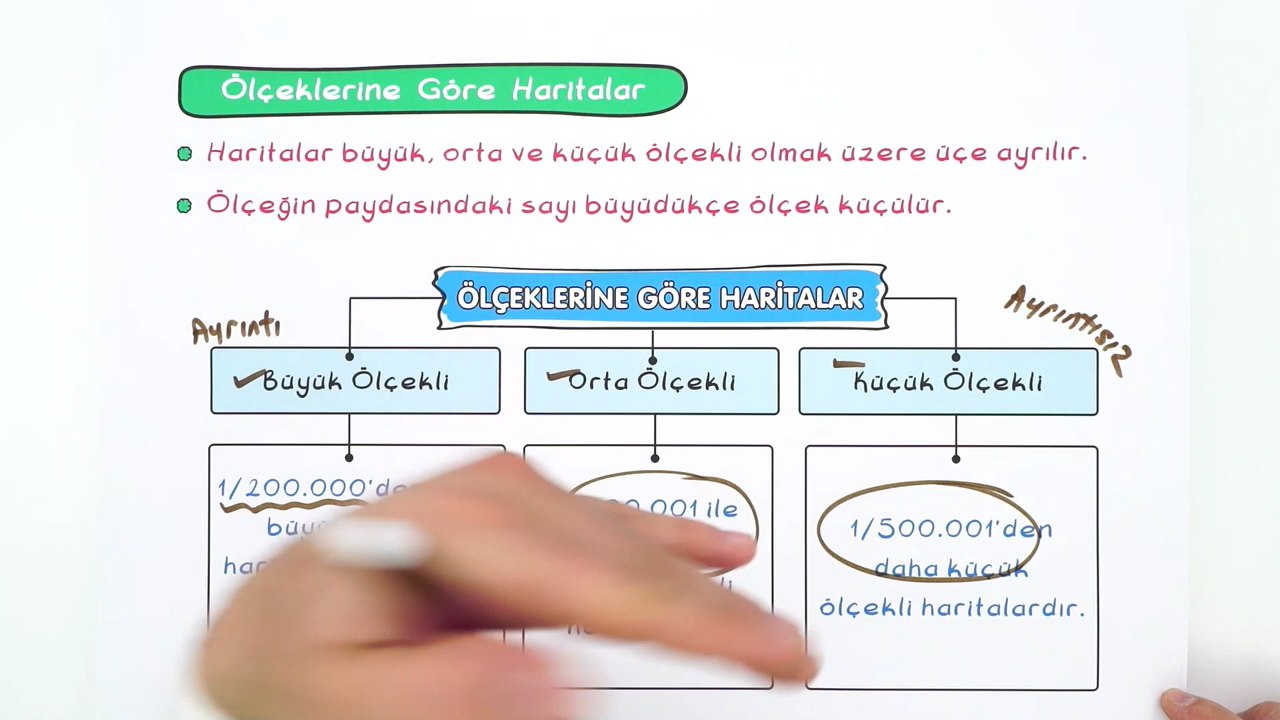 Ölçeklerine Göre Haritalar
Haritalar büyük, orta ve küçük ölçekli olmak üzere üçe ayrılır.
Ölçeğin paydasındaki sayı büyüdükçe ölçek küçülür.
ÖLÇEKLERİNE GÖRE HARİTALAR
Ayrıntı
Ayrıntısız
Büyük Ölçekli
Orta Ölçekli
Küçük Ölçekli
1/200.000'de
ile
1/500.001'den
daha küçük
ölçekli haritalardır.